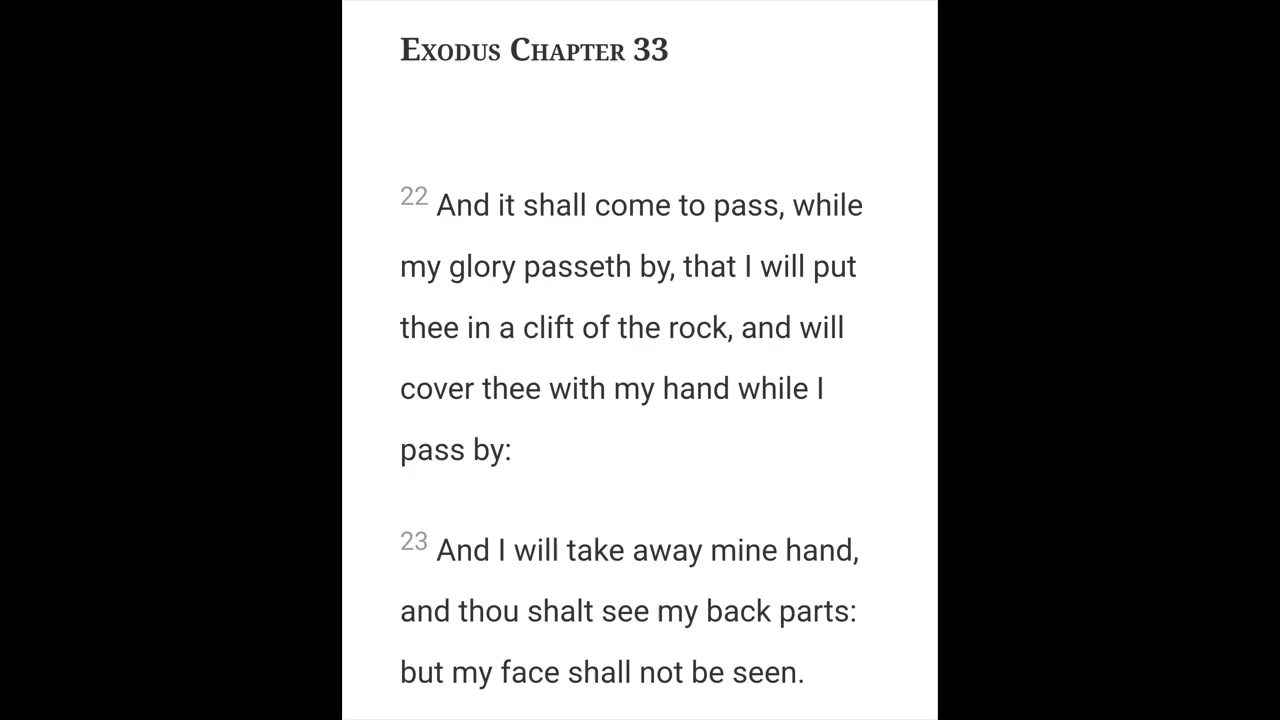 Exodus Chapter 33
22 And it shall come to pass, while
my glory passeth by, that I will put
thee in a clift of the rock, and will
cover thee with my hand while I
pass by:
23 And I will take away mine hand,
and thou shalt see my back parts:
but my face shall not be seen.